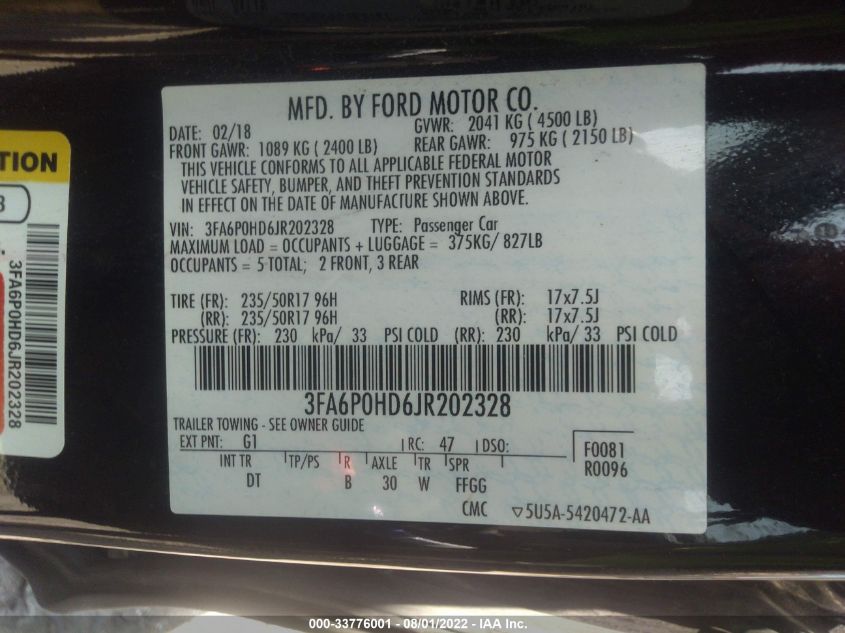 MFD. BY FORD MOTOR CO.
DATE: 02/18 GVWR: 2041 KG ( 4500 LB)
FRONT GAWR: 1089 KG ( 2400 LB) REAR GAWR: 975 KG ( 2150 LB)
THIS VEHICLE CONFORMS TO ALL APPLICABLE FEDERAL MOTOR
VEHICLE SAFETY, BUMPER, AND THEFT PREVENTION STANDARDS
IN EFFECT ON THE DATE OF MANUFACTURE SHOWN ABOVE.
VIN: 3FA6P0HD6JR202328 TYPE: Passenger Car
MAXIMUM LOAD = OCCUPANTS + LUGGAGE = 375KG/ 827LB
OCCUPANTS = 5 TOTAL; 2 FRONT, 3 REAR
TIRE (FR): 235/50R17 96H RIMS (FR): 17x7.5J
(RR): 235/50R17 96H (RR): 17x7.5J
PRESSURE (FR): 230 kPa/ 33 PSI COLD (RR): 230 kPa/ 33 PSI COLD
3FA6P0HD6JR202328
TRAILER TOWING - SEE OWNER GUIDE
EXT PNT: G1 RC: 47 DSO:
F0081
R0096
INT TR TP/PS R AXLE TR SPR
DT B 30 W FFGG
CMC ▽5U5A-5420472-AA
TION
3FA6P0HD6JR202328
000-33776001 - 08/01/2022 - IAA Inc.